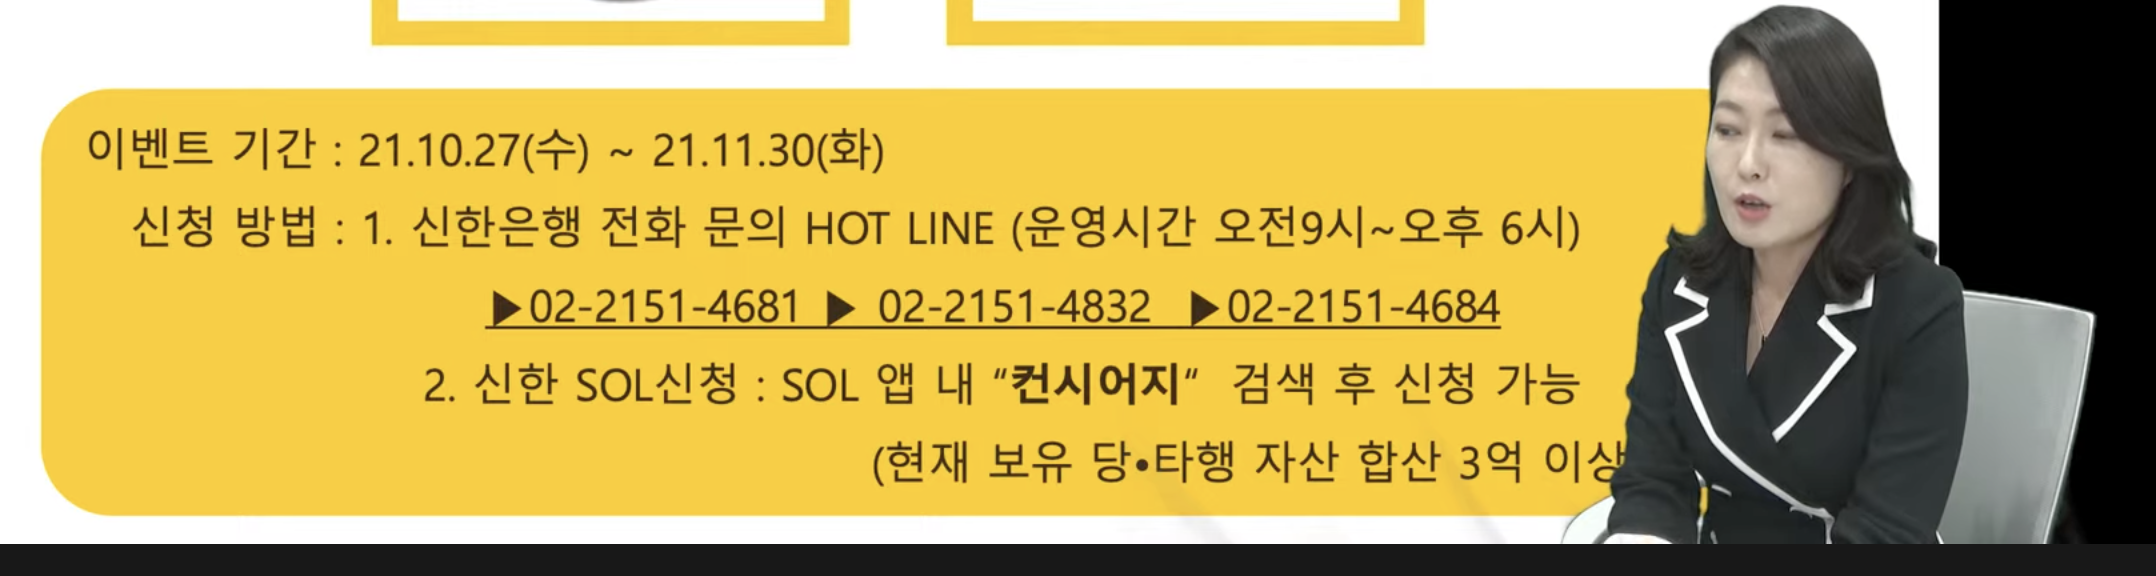 이벤트 기간 : 21.10.27(수) ~ 21.11.30(화)
신청 방법 : 1. 신한은행 전화 문의 HOT LINE (운영시간 오전9시~오후 6시)
▶02-2151-4681 ▶ 02-2151-4832 ▶02-2151-4684
2. 신한 SOL신청 : SOL 앱 내 “컨시어지“ 검색 후 신청 가능
(현재 보유 당•타행 자산 합산 3억 이상